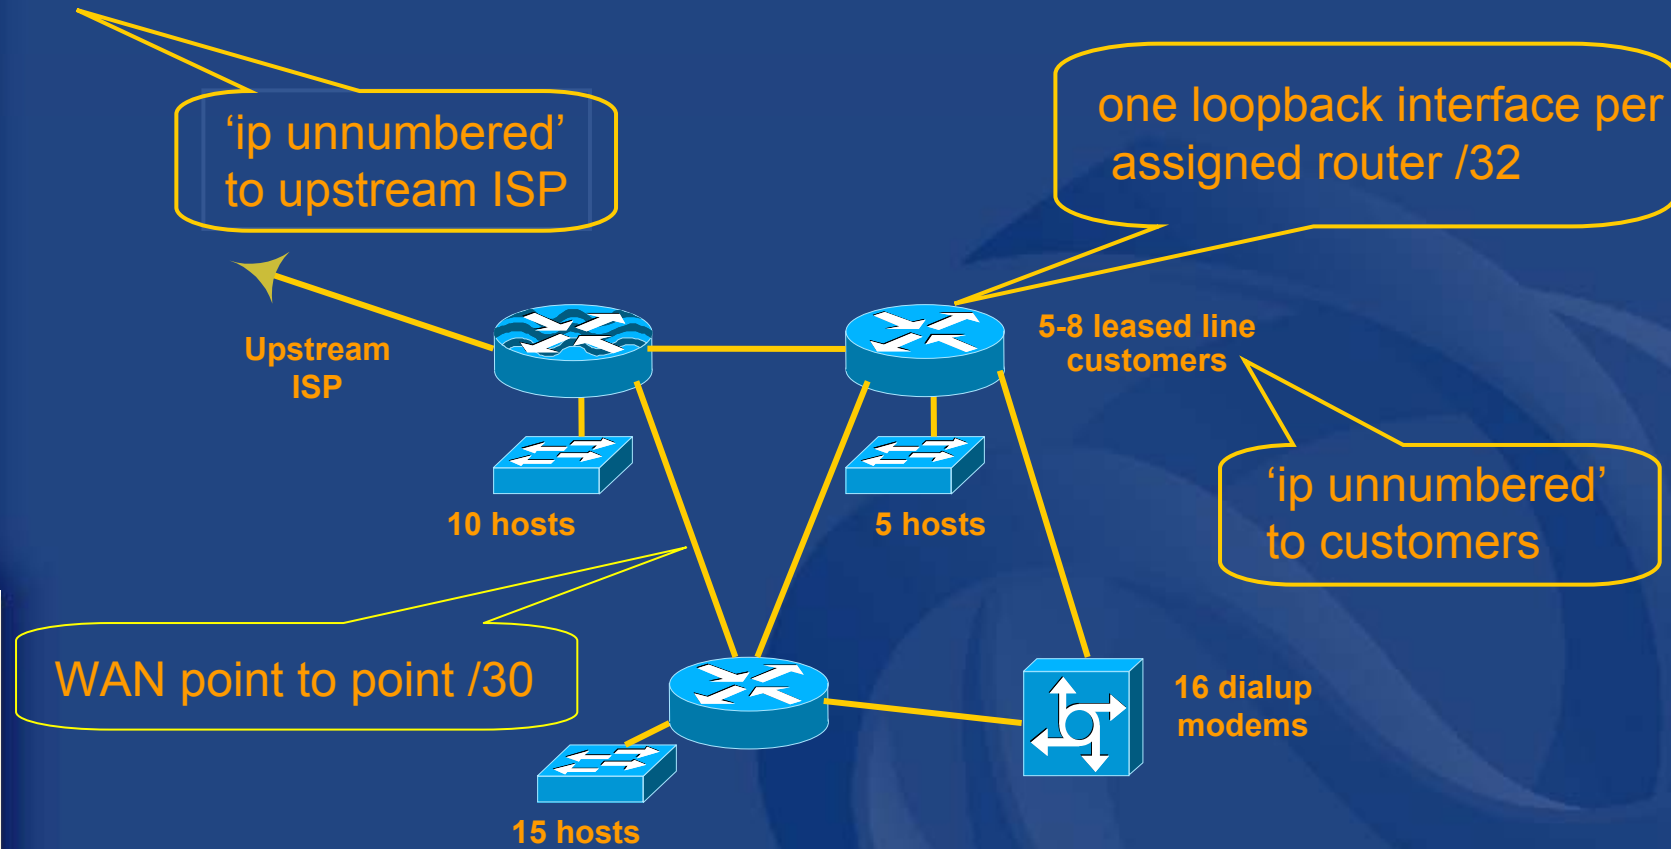 ‘ip unnumbered’
to upstream ISP
one loopback interface per
assigned router /32
Upstream
ISP
5-8 leased line
customers
‘ip unnumbered’
to customers
10 hosts
5 hosts
WAN point to point /30
16 dialup
modems
15 hosts